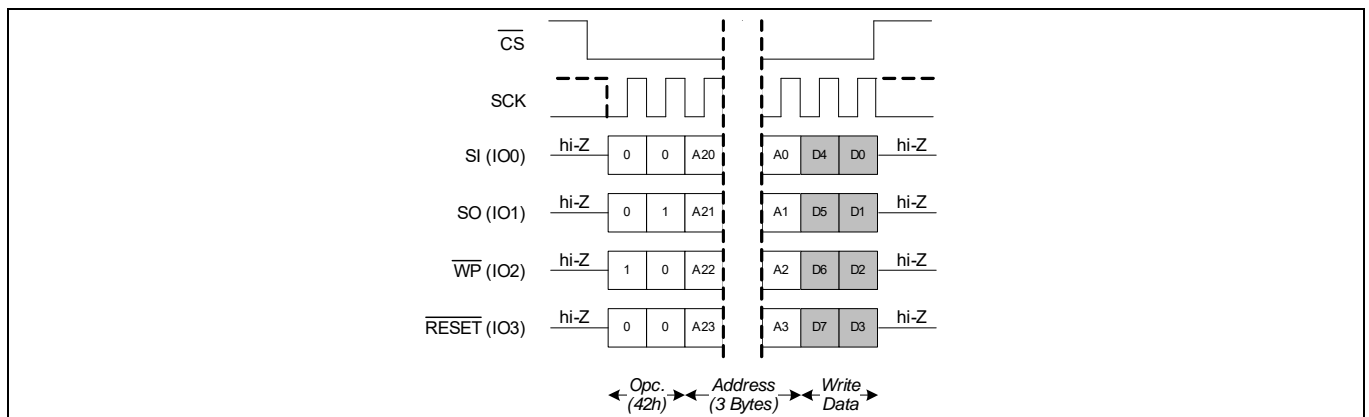 CS
SCK
SI (IO0) hi-Z 0 0 A20 A0 D4 D0 hi-Z
SO (IO1) hi-Z 0 1 A21 A1 D5 D1 hi-Z
WP (IO2) hi-Z 1 0 A22 A2 D6 D2 hi-Z
RESET (IO3) hi-Z 0 0 A23 A3 D7 D3 hi-Z
Opc. Address Write
(42h) (3 Bytes) Data